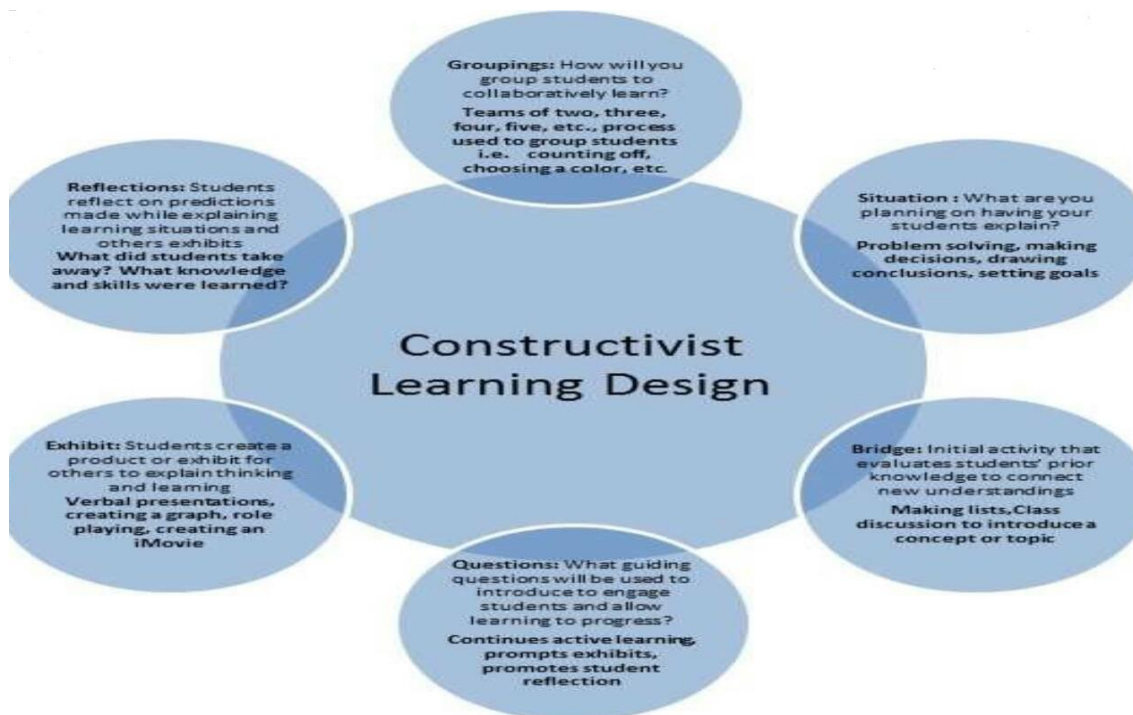 Groupings: How will you
group students to
collaboratively learn?
Teams of two, three,
four, five, etc., process
used to group students
i.e. counting off,
choosing a color, etc.
Situation : What are you
planning on having your
students explain?
Problem solving, making
decisions, drawing
conclusions, setting goals
Bridge: Initial activity that
evaluates students' prior
knowledge to connect
new understandings
Making lists,Class
discussion to introduce a
concept or topic
Questions: What guiding
questions will be used to
introduce to engage
students and allow
learning to progress?
Continues active learning,
prompts exhibits,
promotes student
reflection
Exhibit: Students create a
product or exhibit for
others to explain thinking
and learning
Verbal presentations,
creating a graph, role
playing, creating an
iMovie
Reflections: Students
reflect on predictions
made while explaining
learning situations and
others exhibits
What did students take
away? What knowledge
and skills were learned?
Constructivist
Learning Design